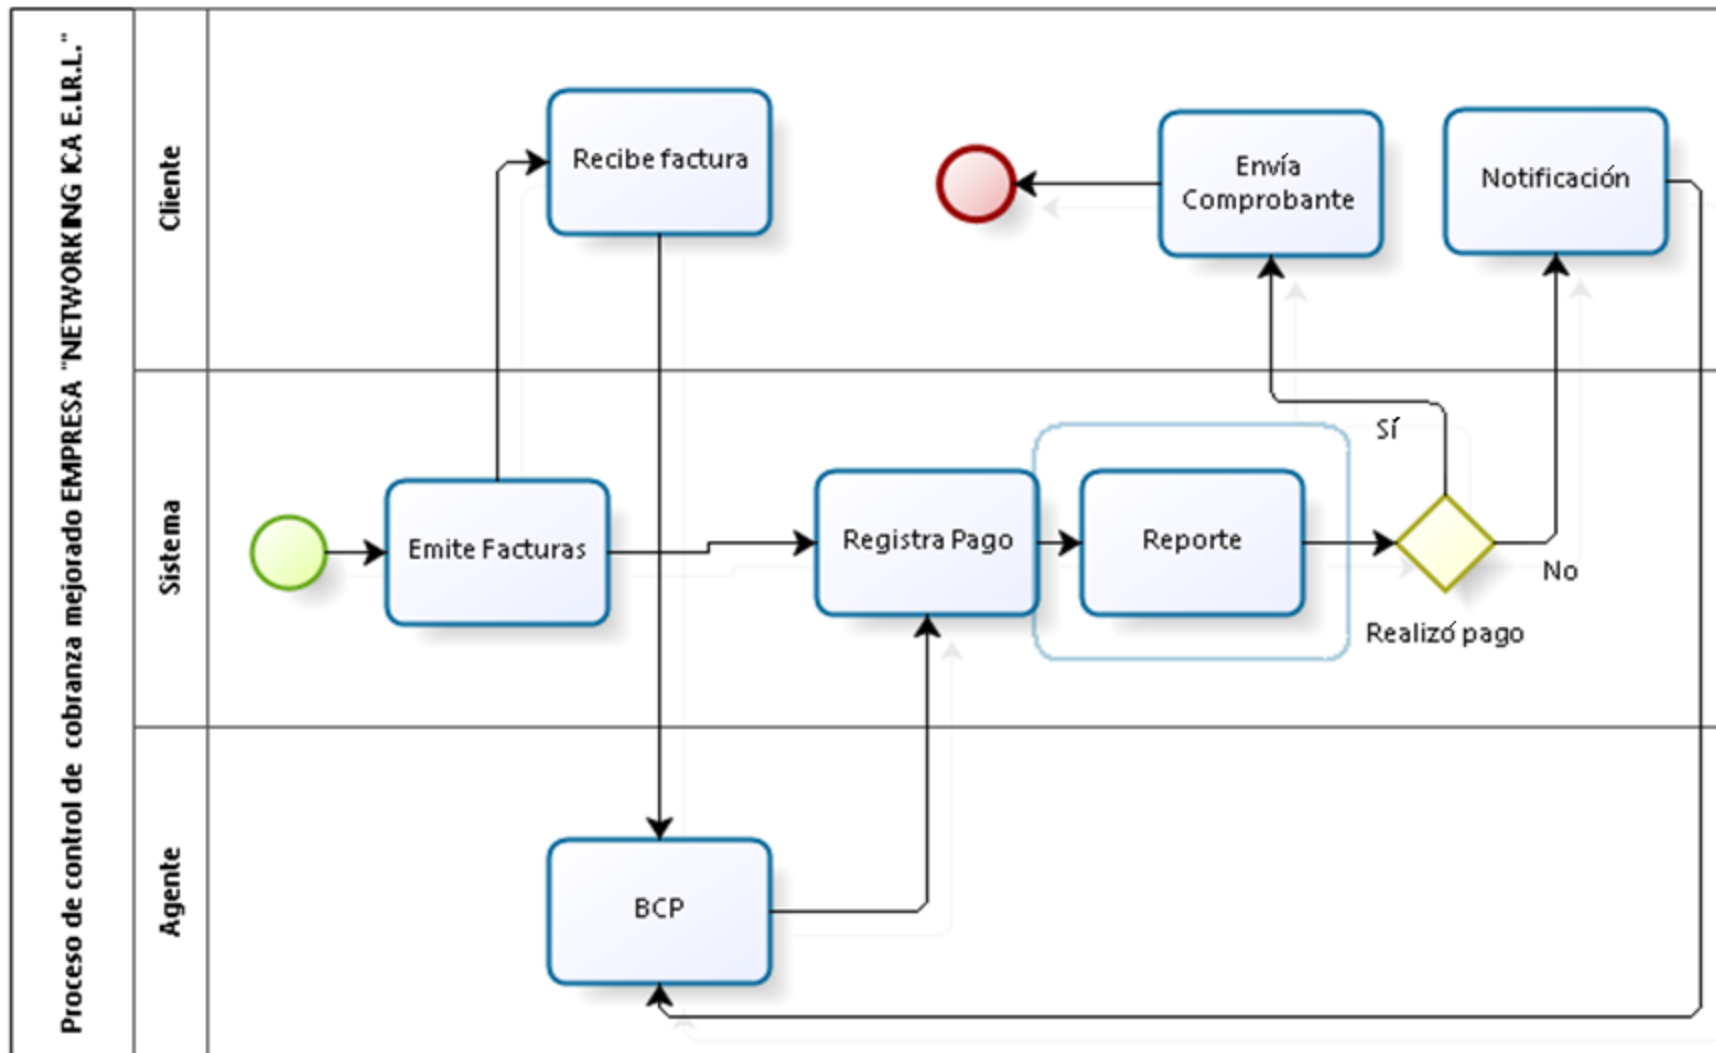 Proceso de control de cobranza mejorado EMPRESA "NETWORKING ICA E.I.R.L."
Cliente
Recibe factura
Envía
Comprobante
Notificación
Sistema
Emite Facturas
Registra Pago
Reporte
Sí
No
Realizó pago
Agente
BCP